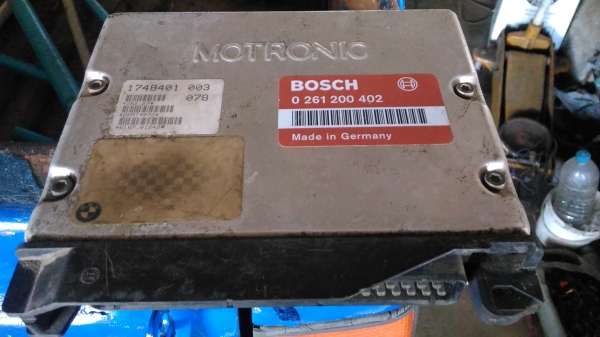 MOTRONIC
1748401 003
078
BOSCH
0 261 200 402
Made in Germany